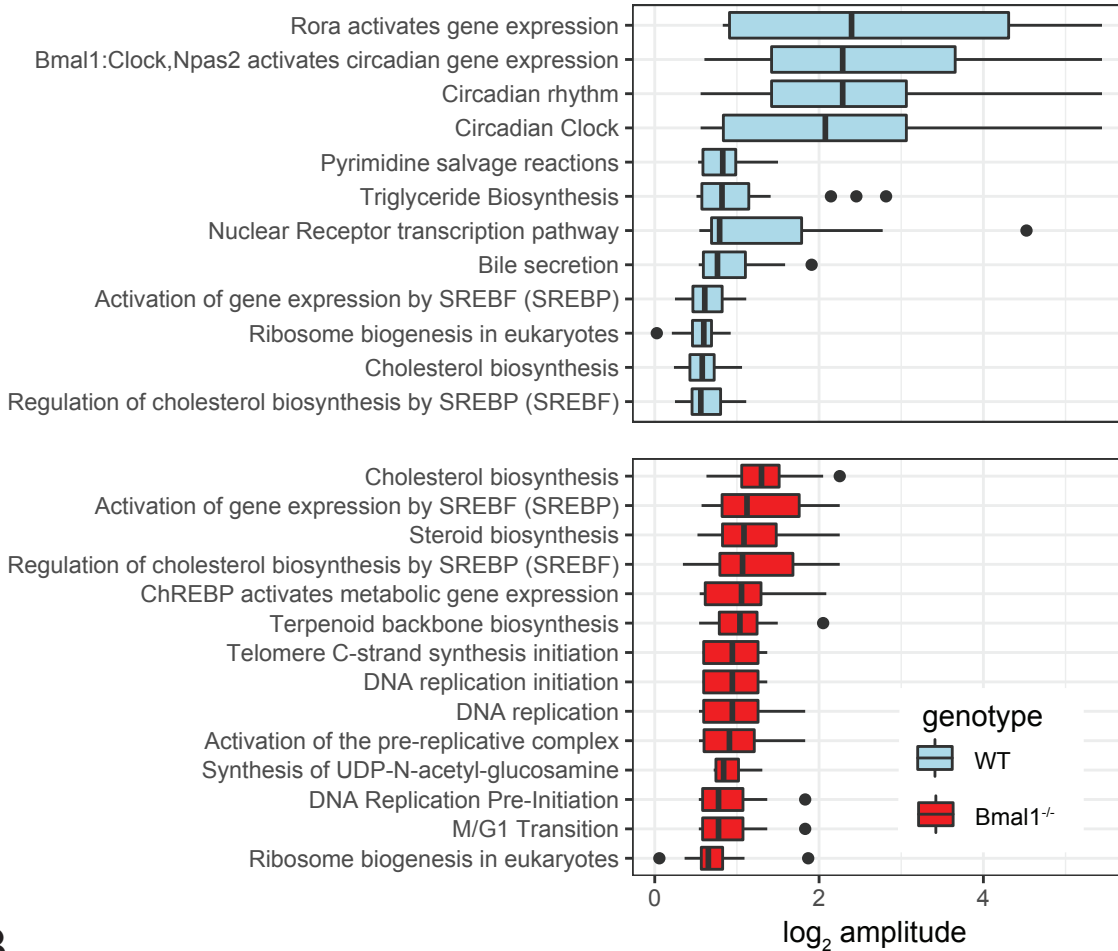 Rora activates gene expression
Bmal1:Clock,Npas2 activates circadian gene expression
Circadian rhythm
Circadian Clock
Pyrimidine salvage reactions
Triglyceride Biosynthesis
Nuclear Receptor transcription pathway
Bile secretion
Activation of gene expression by SREBF (SREBP)
Ribosome biogenesis in eukaryotes
Cholesterol biosynthesis
Regulation of cholesterol biosynthesis by SREBP (SREBF)
Cholesterol biosynthesis
Activation of gene expression by SREBF (SREBP)
Steroid biosynthesis
Regulation of cholesterol biosynthesis by SREBP (SREBF)
ChREBP activates metabolic gene expression
Terpenoid backbone biosynthesis
Telomere C-strand synthesis initiation
DNA replication initiation
DNA replication
Activation of the pre-replicative complex
Synthesis of UDP-N-acetyl-glucosamine
DNA Replication Pre-Initiation
M/G1 Transition
Ribosome biogenesis in eukaryotes
genotype
WT
Bmal1⁻/⁻
0 2 4
log₂ amplitude